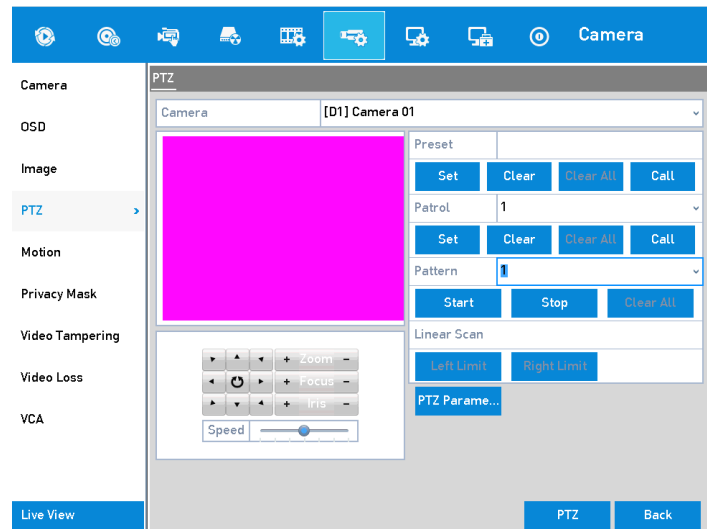 Camera
Camera
OSD
Image
PTZ
Motion
Privacy Mask
Video Tampering
Video Loss
VCA
Live View
PTZ
Camera [D1] Camera 01
Preset
Set Clear Clear All Call
Patrol 1
Set Clear Clear All Call
Pattern 1
Start Stop Clear All
Linear Scan
Left Limit Right Limit
PTZ Parame...
+ Zoom -
+ Focus -
+ Iris -
Speed
PTZ Back